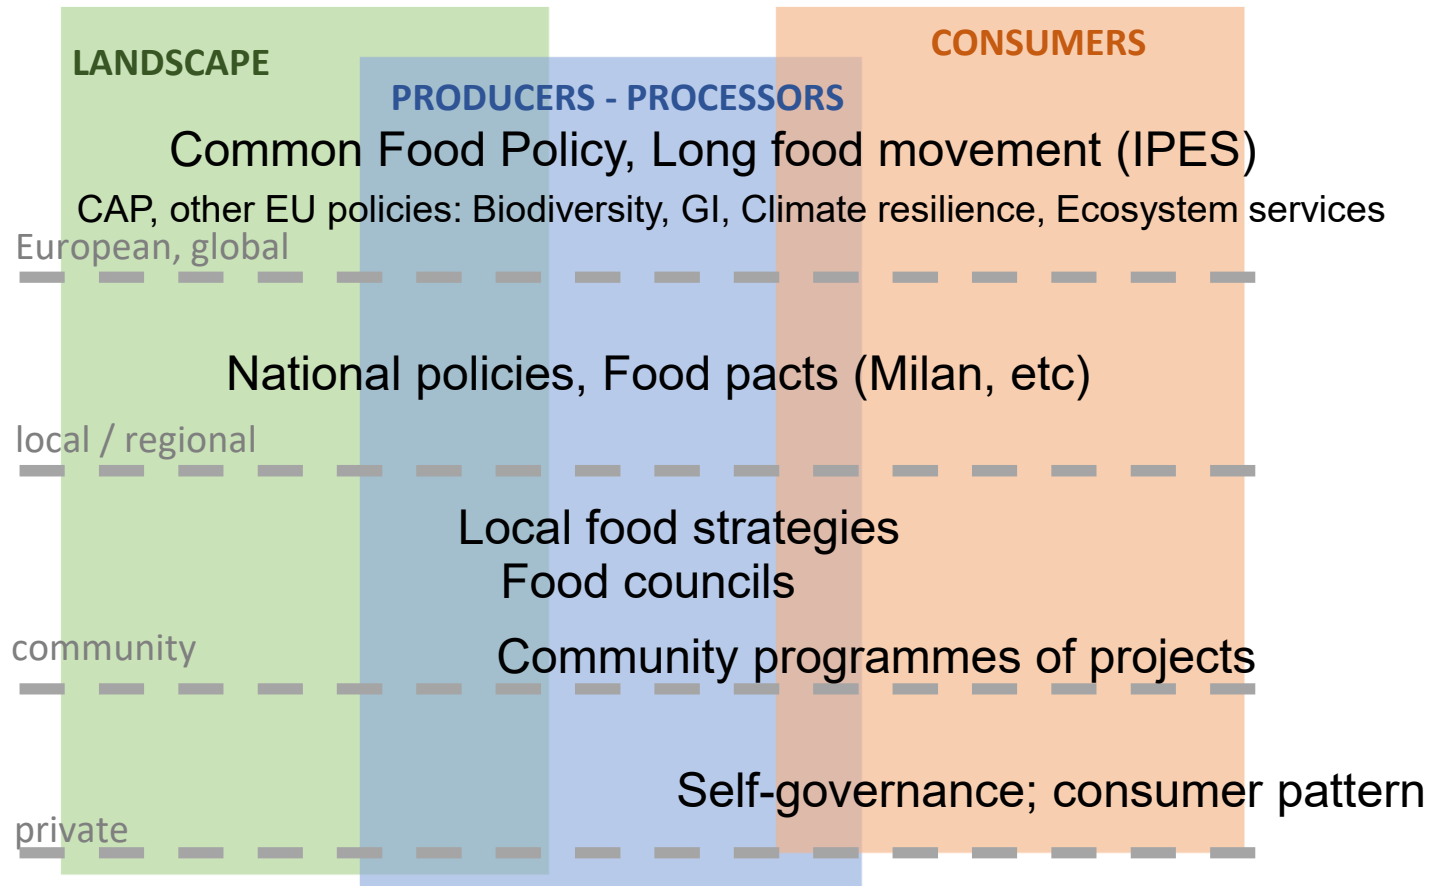 LANDSCAPE
CONSUMERS
PRODUCERS - PROCESSORS
Common Food Policy, Long food movement (IPES)
CAP, other EU policies: Biodiversity, GI, Climate resilience, Ecosystem services
European, global
National policies, Food pacts (Milan, etc)
local / regional
Local food strategies
Food councils
community
Community programmes of projects
Self-governance; consumer pattern
private